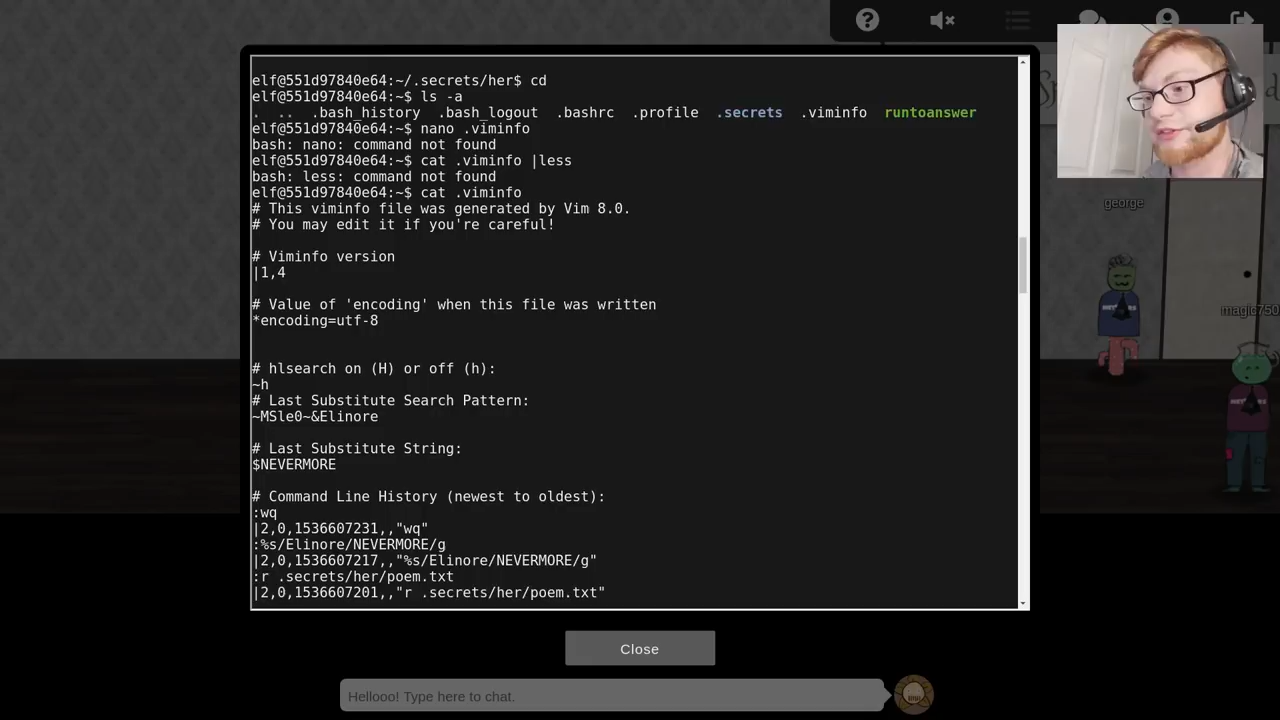 elf@551d97840e64:~/.secrets/her$ cd
elf@551d97840e64:~$ ls -a
.  ..  .bash_history  .bash_logout  .bashrc  .profile  .secrets  .viminfo  runtoanswer
elf@551d97840e64:~$ nano .viminfo
bash: nano: command not found
elf@551d97840e64:~$ cat .viminfo |less
bash: less: command not found
elf@551d97840e64:~$ cat .viminfo
# This viminfo file was generated by Vim 8.0.
# You may edit it if you're careful!
# Viminfo version
|1,4
# Value of 'encoding' when this file was written
*encoding=utf-8
# hlsearch on (H) or off (h):
~h
# Last Substitute Search Pattern:
~MSle0~&Elinore
# Last Substitute String:
$NEVERMORE
# Command Line History (newest to oldest):
:wq
|2,0,1536607231,,"wq"
:%s/Elinore/NEVERMORE/g
|2,0,1536607217,,"%s/Elinore/NEVERMORE/g"
:r .secrets/her/poem.txt
|2,0,1536607201,,"r .secrets/her/poem.txt"
george
magic750
Close
Hellooo! Type here to chat.